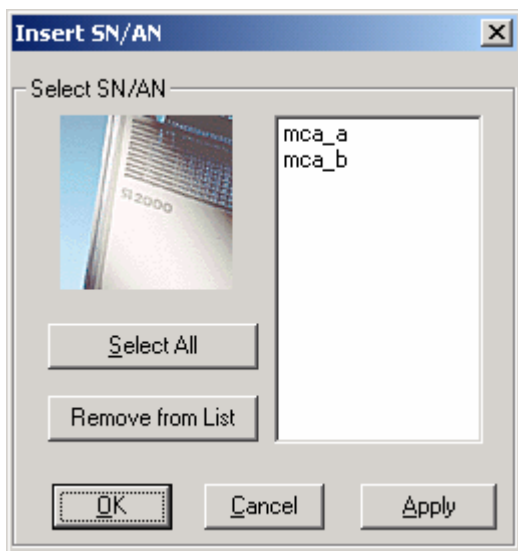 Insert SN/AN
Select SN/AN
SI 2000
mca_a
mca_b
Select All
Remove from List
OK
Cancel
Apply